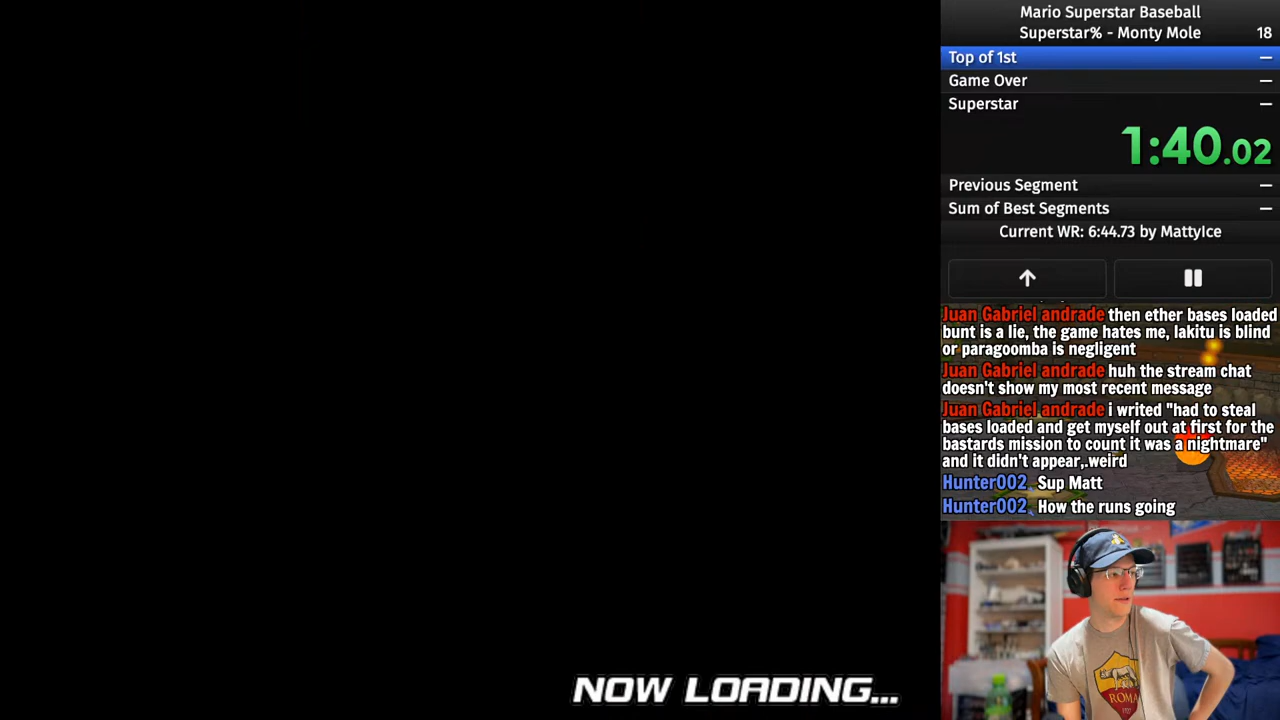 Mario Superstar Baseball
Superstar% - Monty Mole 18
Top of 1st —
Game Over —
Superstar —
1:40.02
Previous Segment —
Sum of Best Segments —
Current WR: 6:44.73 by MattyIce
Juan Gabriel andrade then ether bases loaded
bunt is a lie, the game hates me, lakitu is blind
or paragoomba is negligent
Juan Gabriel andrade huh the stream chat
doesn't show my most recent message
Juan Gabriel andrade i writed "had to steal
bases loaded and get myself out at first for the
bastards mission to count it was a nightmare"
and it didn't appear,.weird
Hunter002 Sup Matt
Hunter002 How the runs going
ROMA
NOW LOADING...